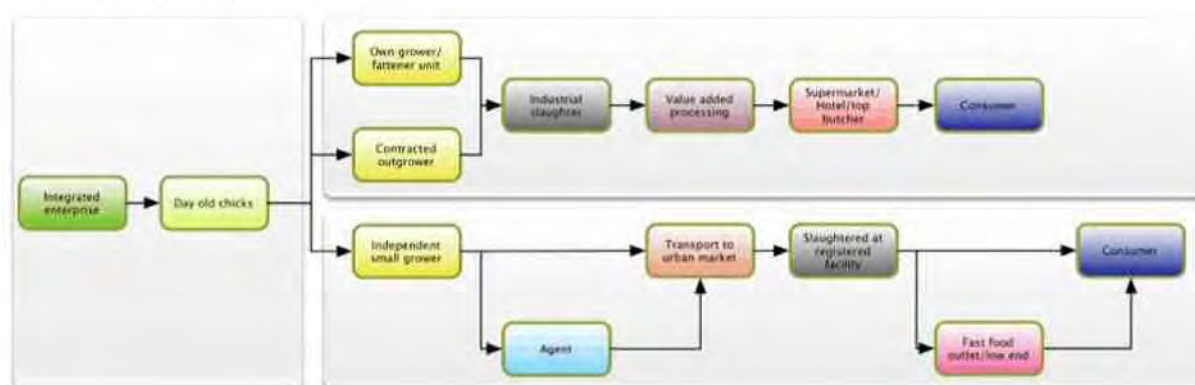 Own grower/
fattener unit
Industrial
slaughter
Value added
processing
Supermarket/
Hotel/top
butcher
Consumer
Contracted
outgrower
Integrated
enterprise
Day old chicks
Independent
small grower
Transport to
urban market
Slaughtered at
registered
facility
Consumer
Agent
Fast food
outlet/low end